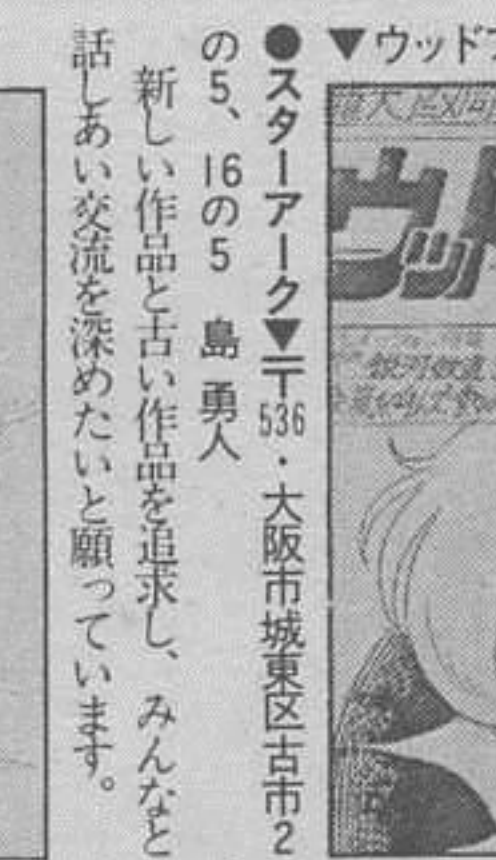 ▼ウッド
●スターアーク▼〒536・大阪市城東区古市2
の5、16の5 島 勇人
新しい作品と古い作品を追求し、みんなと
話しあい交流を深めたいと願っています。
ウッド